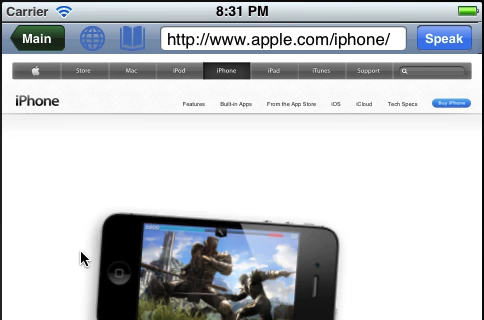 Carrier 8:31 PM
Main http://www.apple.com/iphone/ Speak
Store Mac iPod iPhone iPad iTunes Support
iPhone Features Built-in Apps From the App Store iOS iCloud Tech Specs Buy iPhone